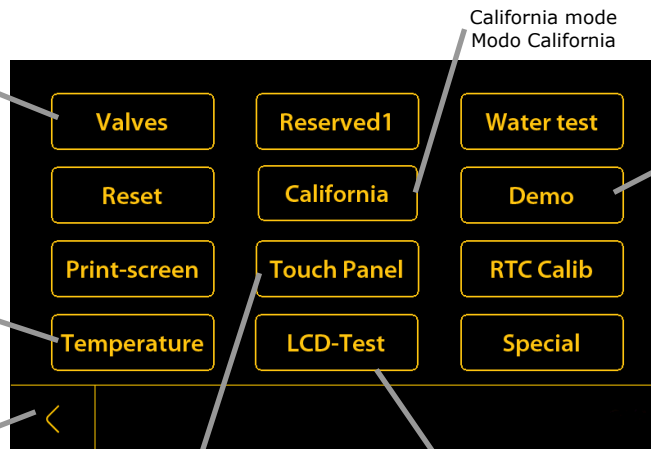 California mode
Modo California
Valves
Reserved1
Water test
Reset
California
Demo
Print-screen
Touch Panel
RTC Calib
Temperature
LCD-Test
Special